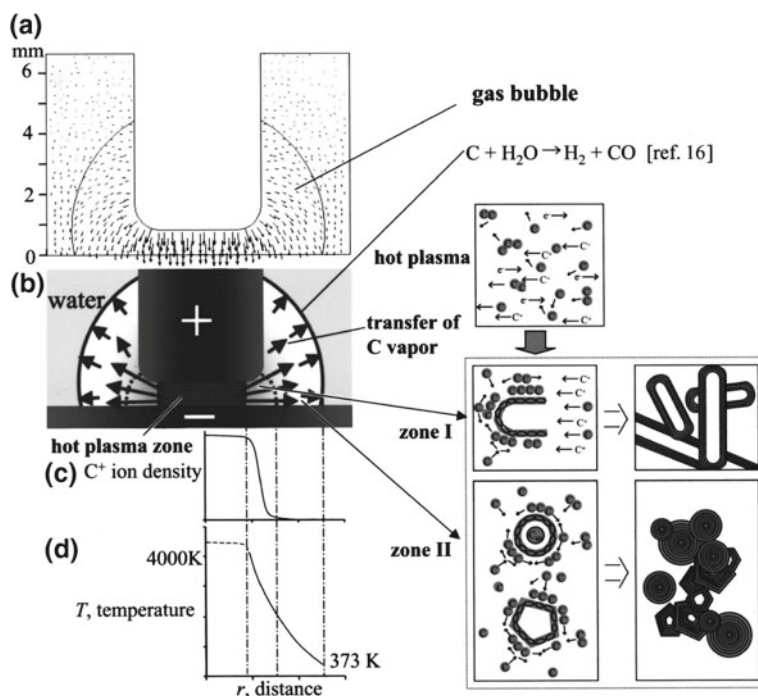 (a)
mm
6
4
2
0
gas bubble
C + H₂O → H₂ + CO [ref. 16]
(b)
water
+
transfer of
C vapor
−
hot plasma zone
hot plasma
e⁻
C⁺
e⁻
C⁺
e⁻
C⁺
e⁻
C⁺
zone I
C⁺
C⁺
C⁺
C⁺
zone II
(c)
C⁺ ion density
(d)
4000K
T, temperature
373 K
r, distance